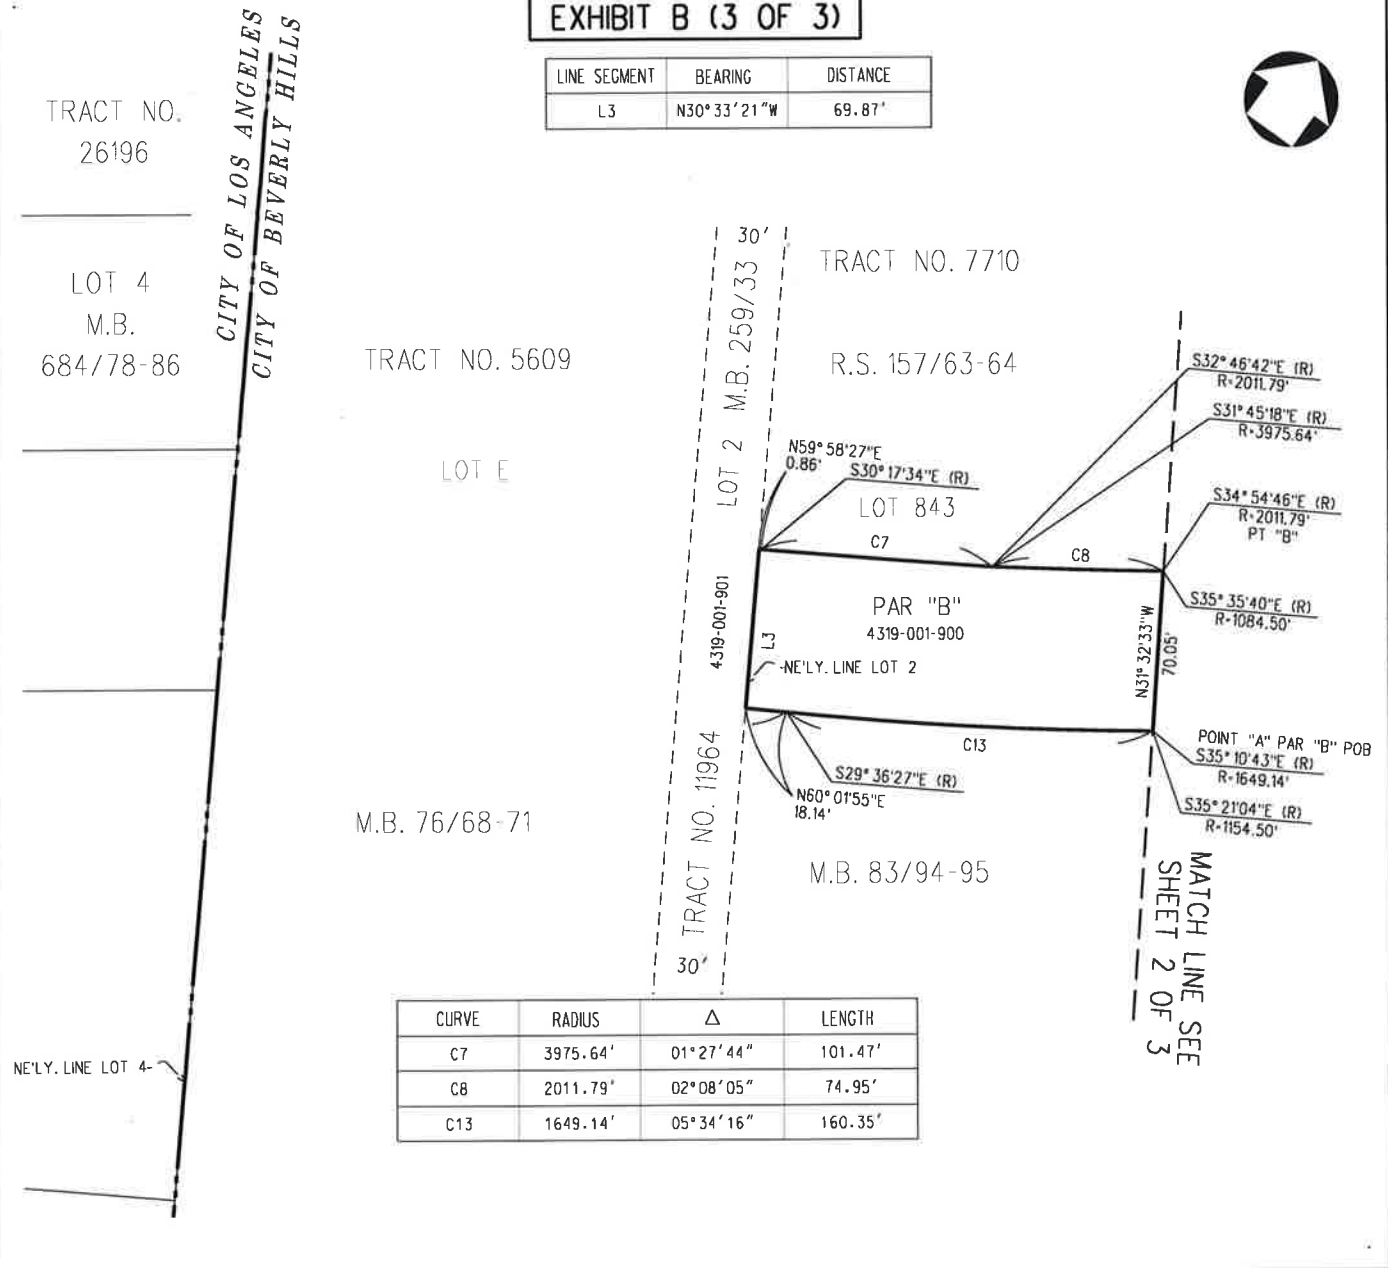 EXHIBIT B (3 OF 3)
LINE SEGMENT BEARING DISTANCE
L3 N30°33'21"W 69.87'
TRACT NO.
26196
CITY OF LOS ANGELES
CITY OF BEVERLY HILLS
LOT 4
M.B.
684/78-86
TRACT NO. 5609
LOT E
M.B. 76/68-71
30'
LOT 2 M.B. 259/33
4319-001-901
TRACT NO. 11964
30'
TRACT NO. 7710
R.S. 157/63-64
S32°46'42"E (R)
R=2011.79'
S31°45'18"E (R)
R=3975.64'
N59°58'27"E
0.86'
S30°17'34"E (R)
LOT 843
S34°54'46"E (R)
R=2011.79'
PT "B"
C7
C8
PAR "B"
4319-001-900
S35°35'40"E (R)
R=1084.50'
L3
NE'LY. LINE LOT 2
N31°32'33"W
70.05'
C13
POINT "A" PAR "B" POB
S35°10'43"E (R)
R=1649.14'
S29°36'27"E (R)
N60°01'55"E
18.14'
S35°21'04"E (R)
R=1154.50'
M.B. 83/94-95
MATCH LINE SEE
SHEET 2 OF 3
CURVE RADIUS Δ LENGTH
C7 3975.64' 01°27'44" 101.47'
C8 2011.79' 02°08'05" 74.95'
C13 1649.14' 05°34'16" 160.35'
NE'LY. LINE LOT 4